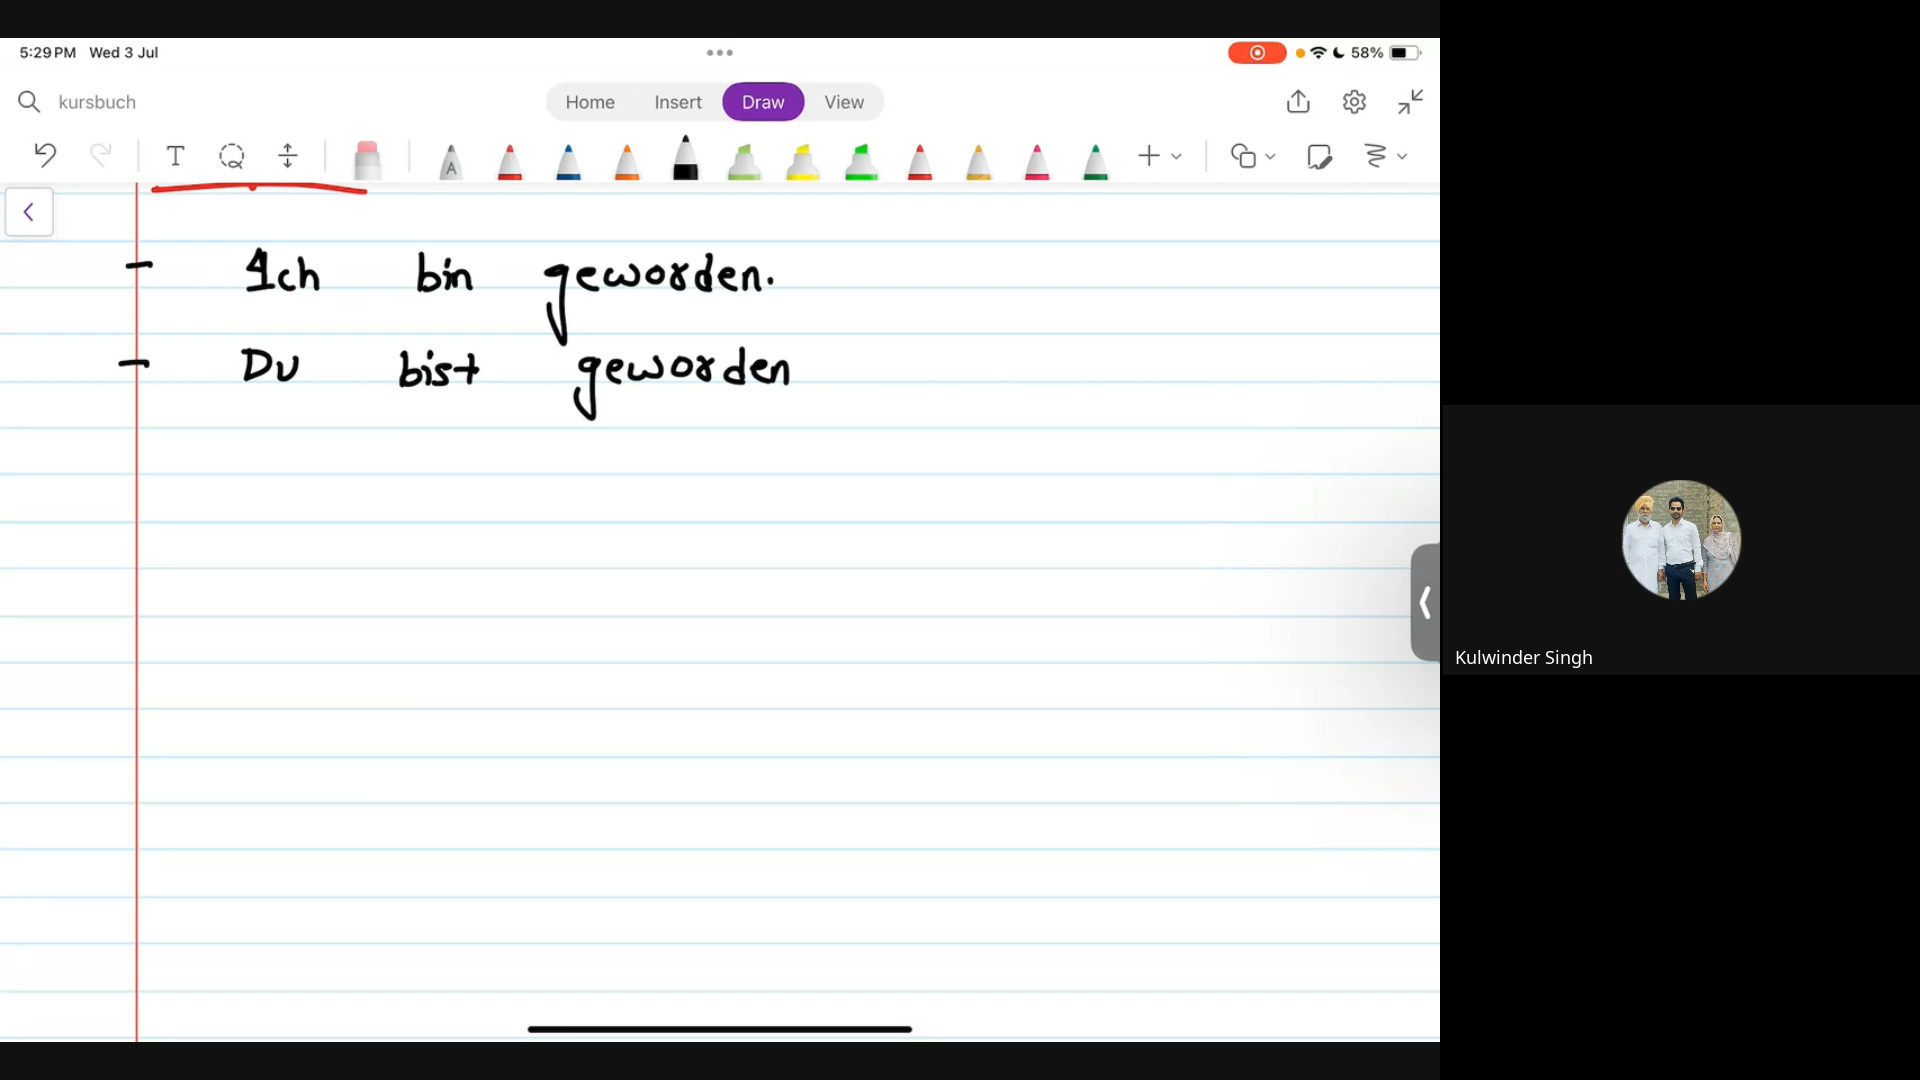 5:29 PM Wed 3 Jul 58%
kursbuch Home Insert Draw View
T A
- Ich bin geworden.
- Du bist geworden
Kulwinder Singh